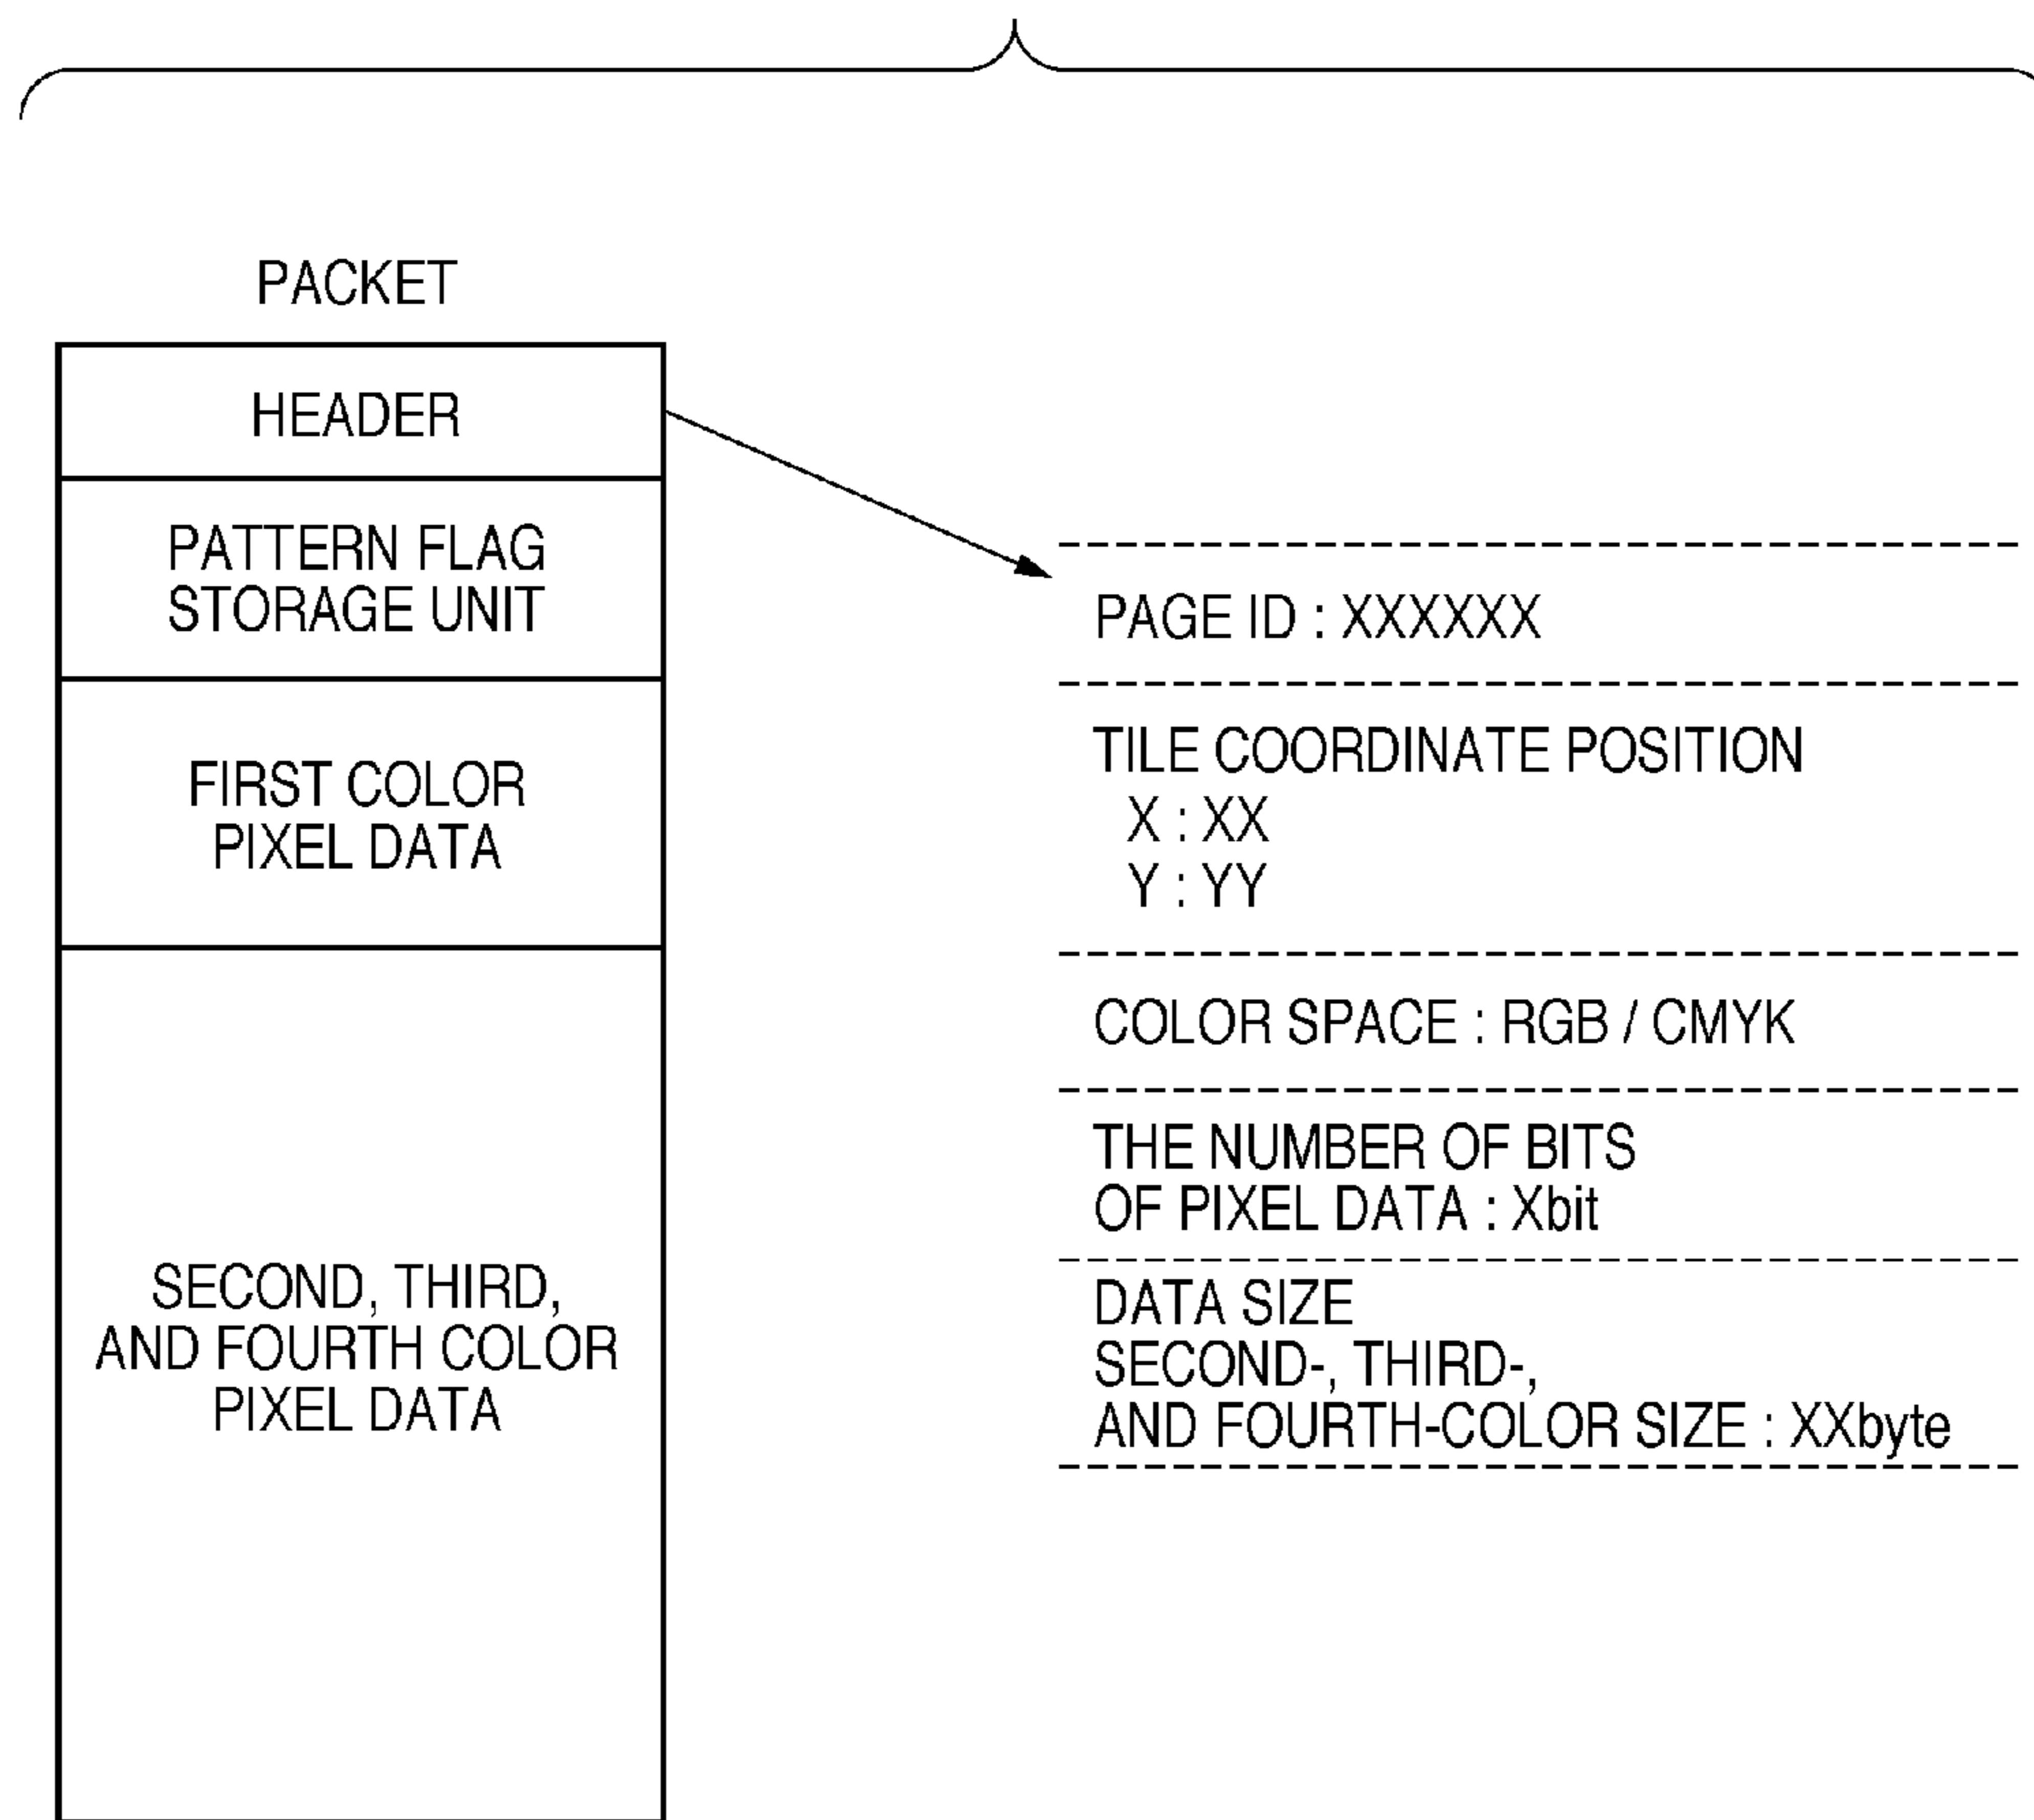 PACKET
HEADER
PATTERN FLAG
STORAGE UNIT
FIRST COLOR
PIXEL DATA
SECOND, THIRD,
AND FOURTH COLOR
PIXEL DATA
PAGE ID : XXXXXX
TILE COORDINATE POSITION
X : XX
Y : YY
COLOR SPACE : RGB / CMYK
THE NUMBER OF BITS
OF PIXEL DATA : Xbit
DATA SIZE
SECOND-, THIRD-,
AND FOURTH-COLOR SIZE : XXbyte